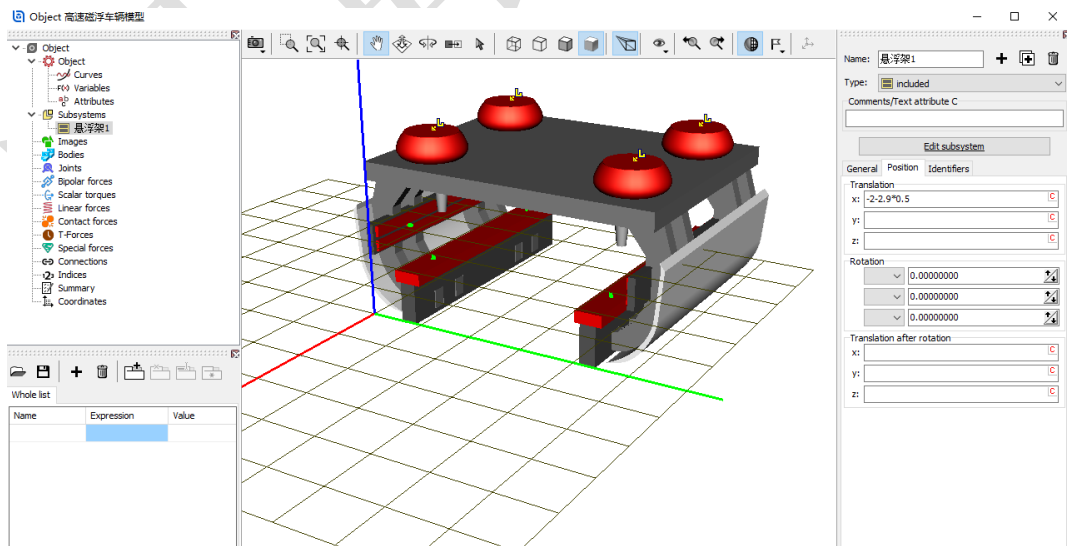 Object 高速磁浮车辆模型
Object
Object
Curves
Variables
Attributes
Subsystems
悬浮架1
Images
Bodies
Joints
Bipolar forces
Scalar torques
Linear forces
Contact forces
T-Forces
Special forces
Connections
Indices
Summary
Coordinates
Whole list
Name Expression Value
L
L
L
L
Name: 悬浮架1
Type: included
Comments/Text attribute C
Edit subsystem
General Position Identifiers
Translation
x: -2-2.9*0.5 C
y: C
z: C
Rotation
0.00000000
0.00000000
0.00000000
Translation after rotation
x: C
y: C
z: C